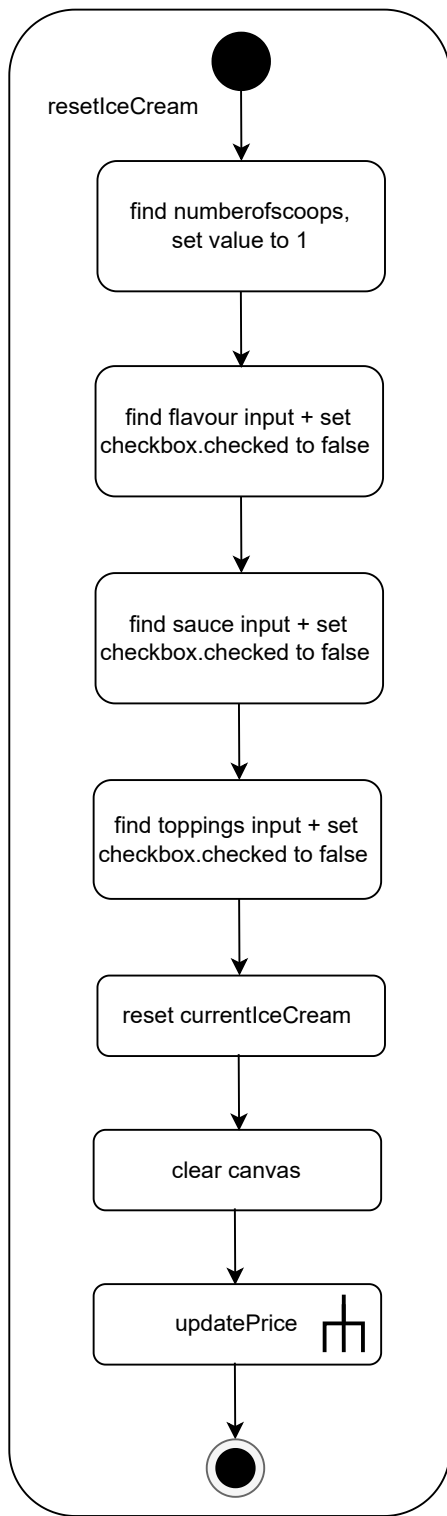 resetIceCream
find numberofscoops,
set value to 1
find flavour input + set
checkbox.checked to false
find sauce input + set
checkbox.checked to false
find toppings input + set
checkbox.checked to false
reset currentIceCream
clear canvas
updatePrice